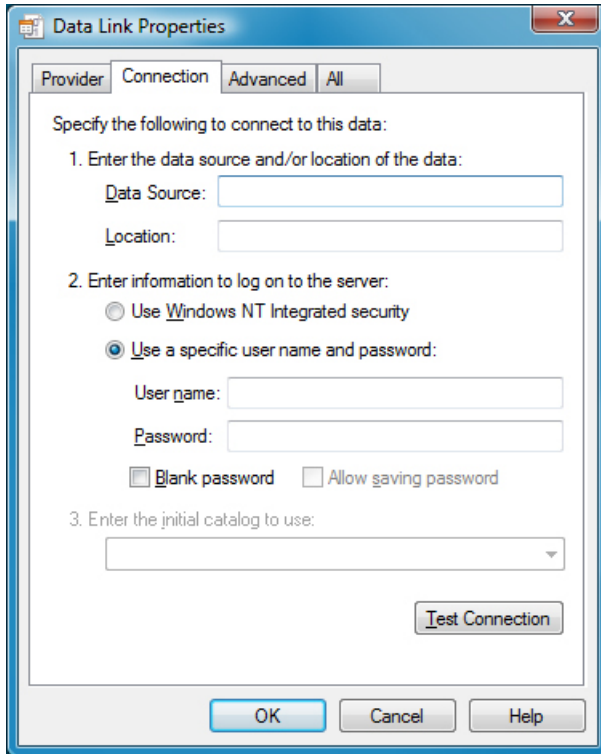 Data Link Properties
Provider Connection Advanced All
Specify the following to connect to this data:
1. Enter the data source and/or location of the data:
Data Source:
Location:
2. Enter information to log on to the server:
Use Windows NT Integrated security
Use a specific user name and password:
User name:
Password:
Blank password Allow saving password
3. Enter the initial catalog to use:
Test Connection
OK Cancel Help